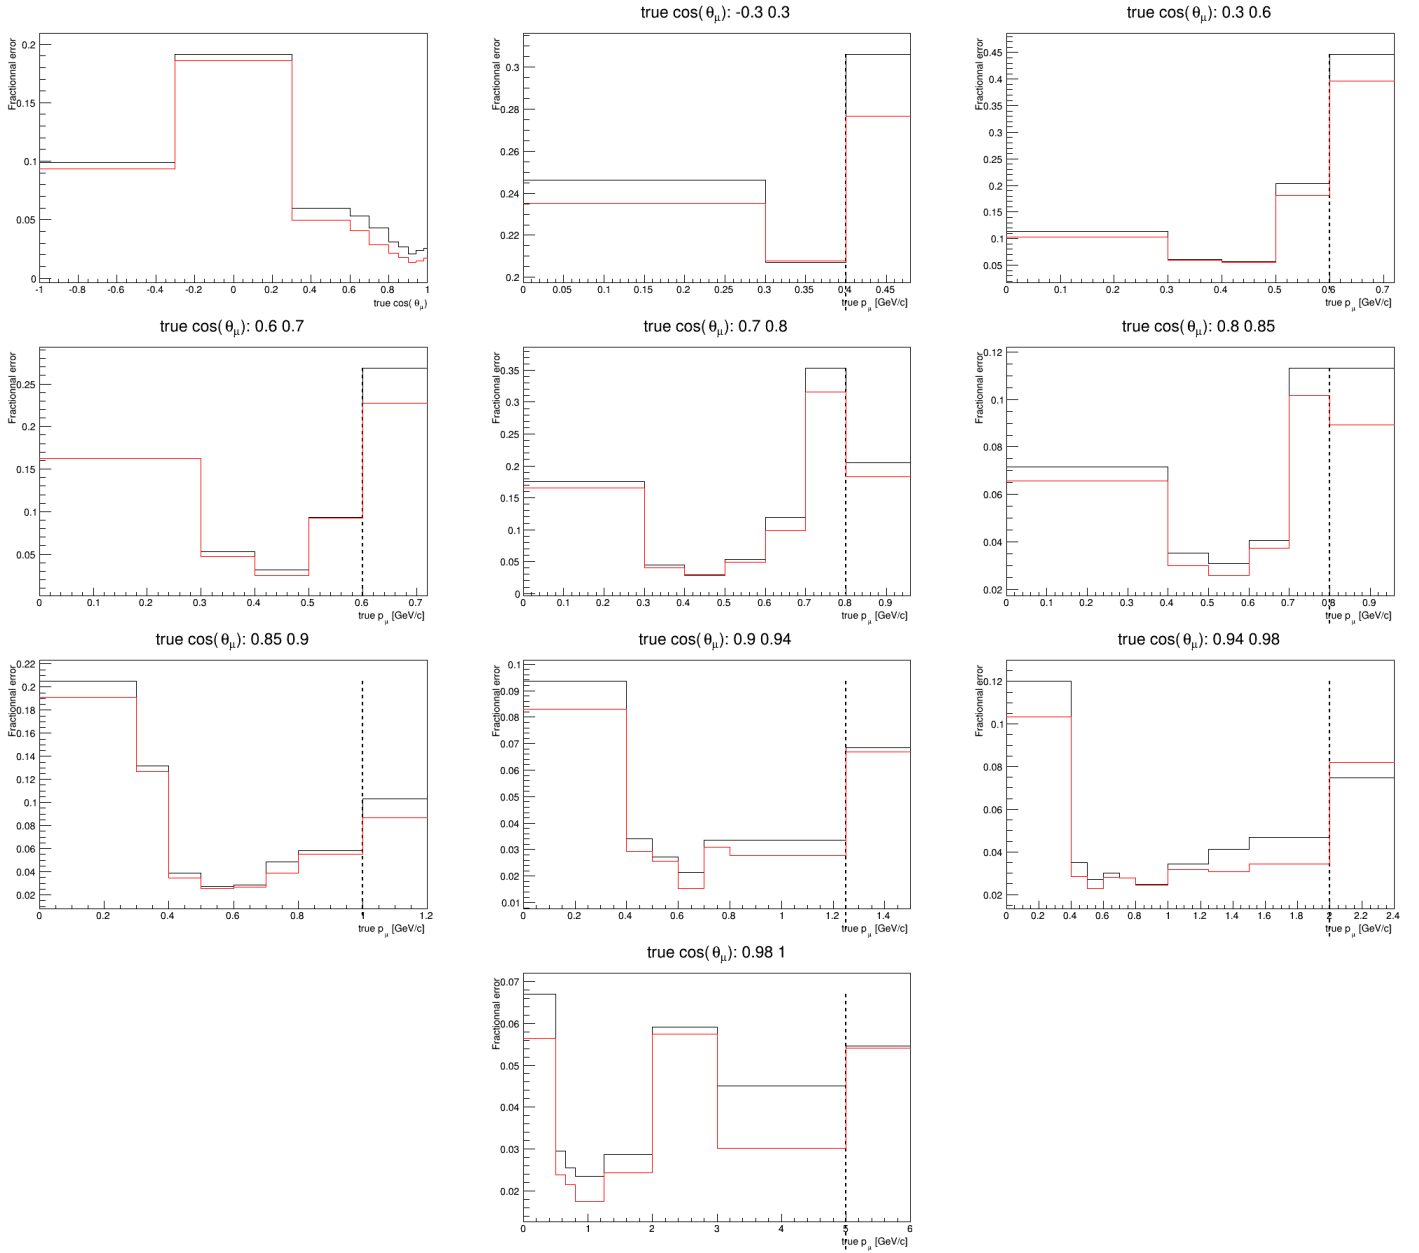 true cos(θμ): -0.3 0.3
true cos(θμ): 0.3 0.6
Fractionnal error
0.2
0.15
0.1
0.05
0
-1 -0.8 -0.6 -0.4 -0.2 0 0.2 0.4 0.6 0.8 1
true cos(θμ)
Fractionnal error
0.3
0.28
0.26
0.24
0.22
0.2
0 0.05 0.1 0.15 0.2 0.25 0.3 0.35 0.4 0.45
true pμ [GeV/c]
Fractionnal error
0.45
0.4
0.35
0.3
0.25
0.2
0.15
0.1
0.05
0 0.1 0.2 0.3 0.4 0.5 0.6 0.7
true pμ [GeV/c]
true cos(θμ): 0.6 0.7
true cos(θμ): 0.7 0.8
true cos(θμ): 0.8 0.85
Fractionnal error
0.25
0.2
0.15
0.1
0.05
0 0.1 0.2 0.3 0.4 0.5 0.6 0.7
true pμ [GeV/c]
Fractionnal error
0.35
0.3
0.25
0.2
0.15
0.1
0.05
0
0 0.1 0.2 0.3 0.4 0.5 0.6 0.7 0.8 0.9
true pμ [GeV/c]
Fractionnal error
0.12
0.1
0.08
0.06
0.04
0.02
0 0.1 0.2 0.3 0.4 0.5 0.6 0.7 0.8 0.9
true pμ [GeV/c]
true cos(θμ): 0.85 0.9
true cos(θμ): 0.9 0.94
true cos(θμ): 0.94 0.98
Fractionnal error
0.22
0.2
0.18
0.16
0.14
0.12
0.1
0.08
0.06
0.04
0.02
0 0.2 0.4 0.6 0.8 1 1.2
true pμ [GeV/c]
Fractionnal error
0.1
0.09
0.08
0.07
0.06
0.05
0.04
0.03
0.02
0.01
0 0.2 0.4 0.6 0.8 1 1.2 1.4
true pμ [GeV/c]
Fractionnal error
0.12
0.1
0.08
0.06
0.04
0.02
0 0.2 0.4 0.6 0.8 1 1.2 1.4 1.6 1.8 2 2.2 2.4
true pμ [GeV/c]
true cos(θμ): 0.98 1
Fractionnal error
0.07
0.06
0.05
0.04
0.03
0.02
0 1 2 3 4 5 6
true pμ [GeV/c]